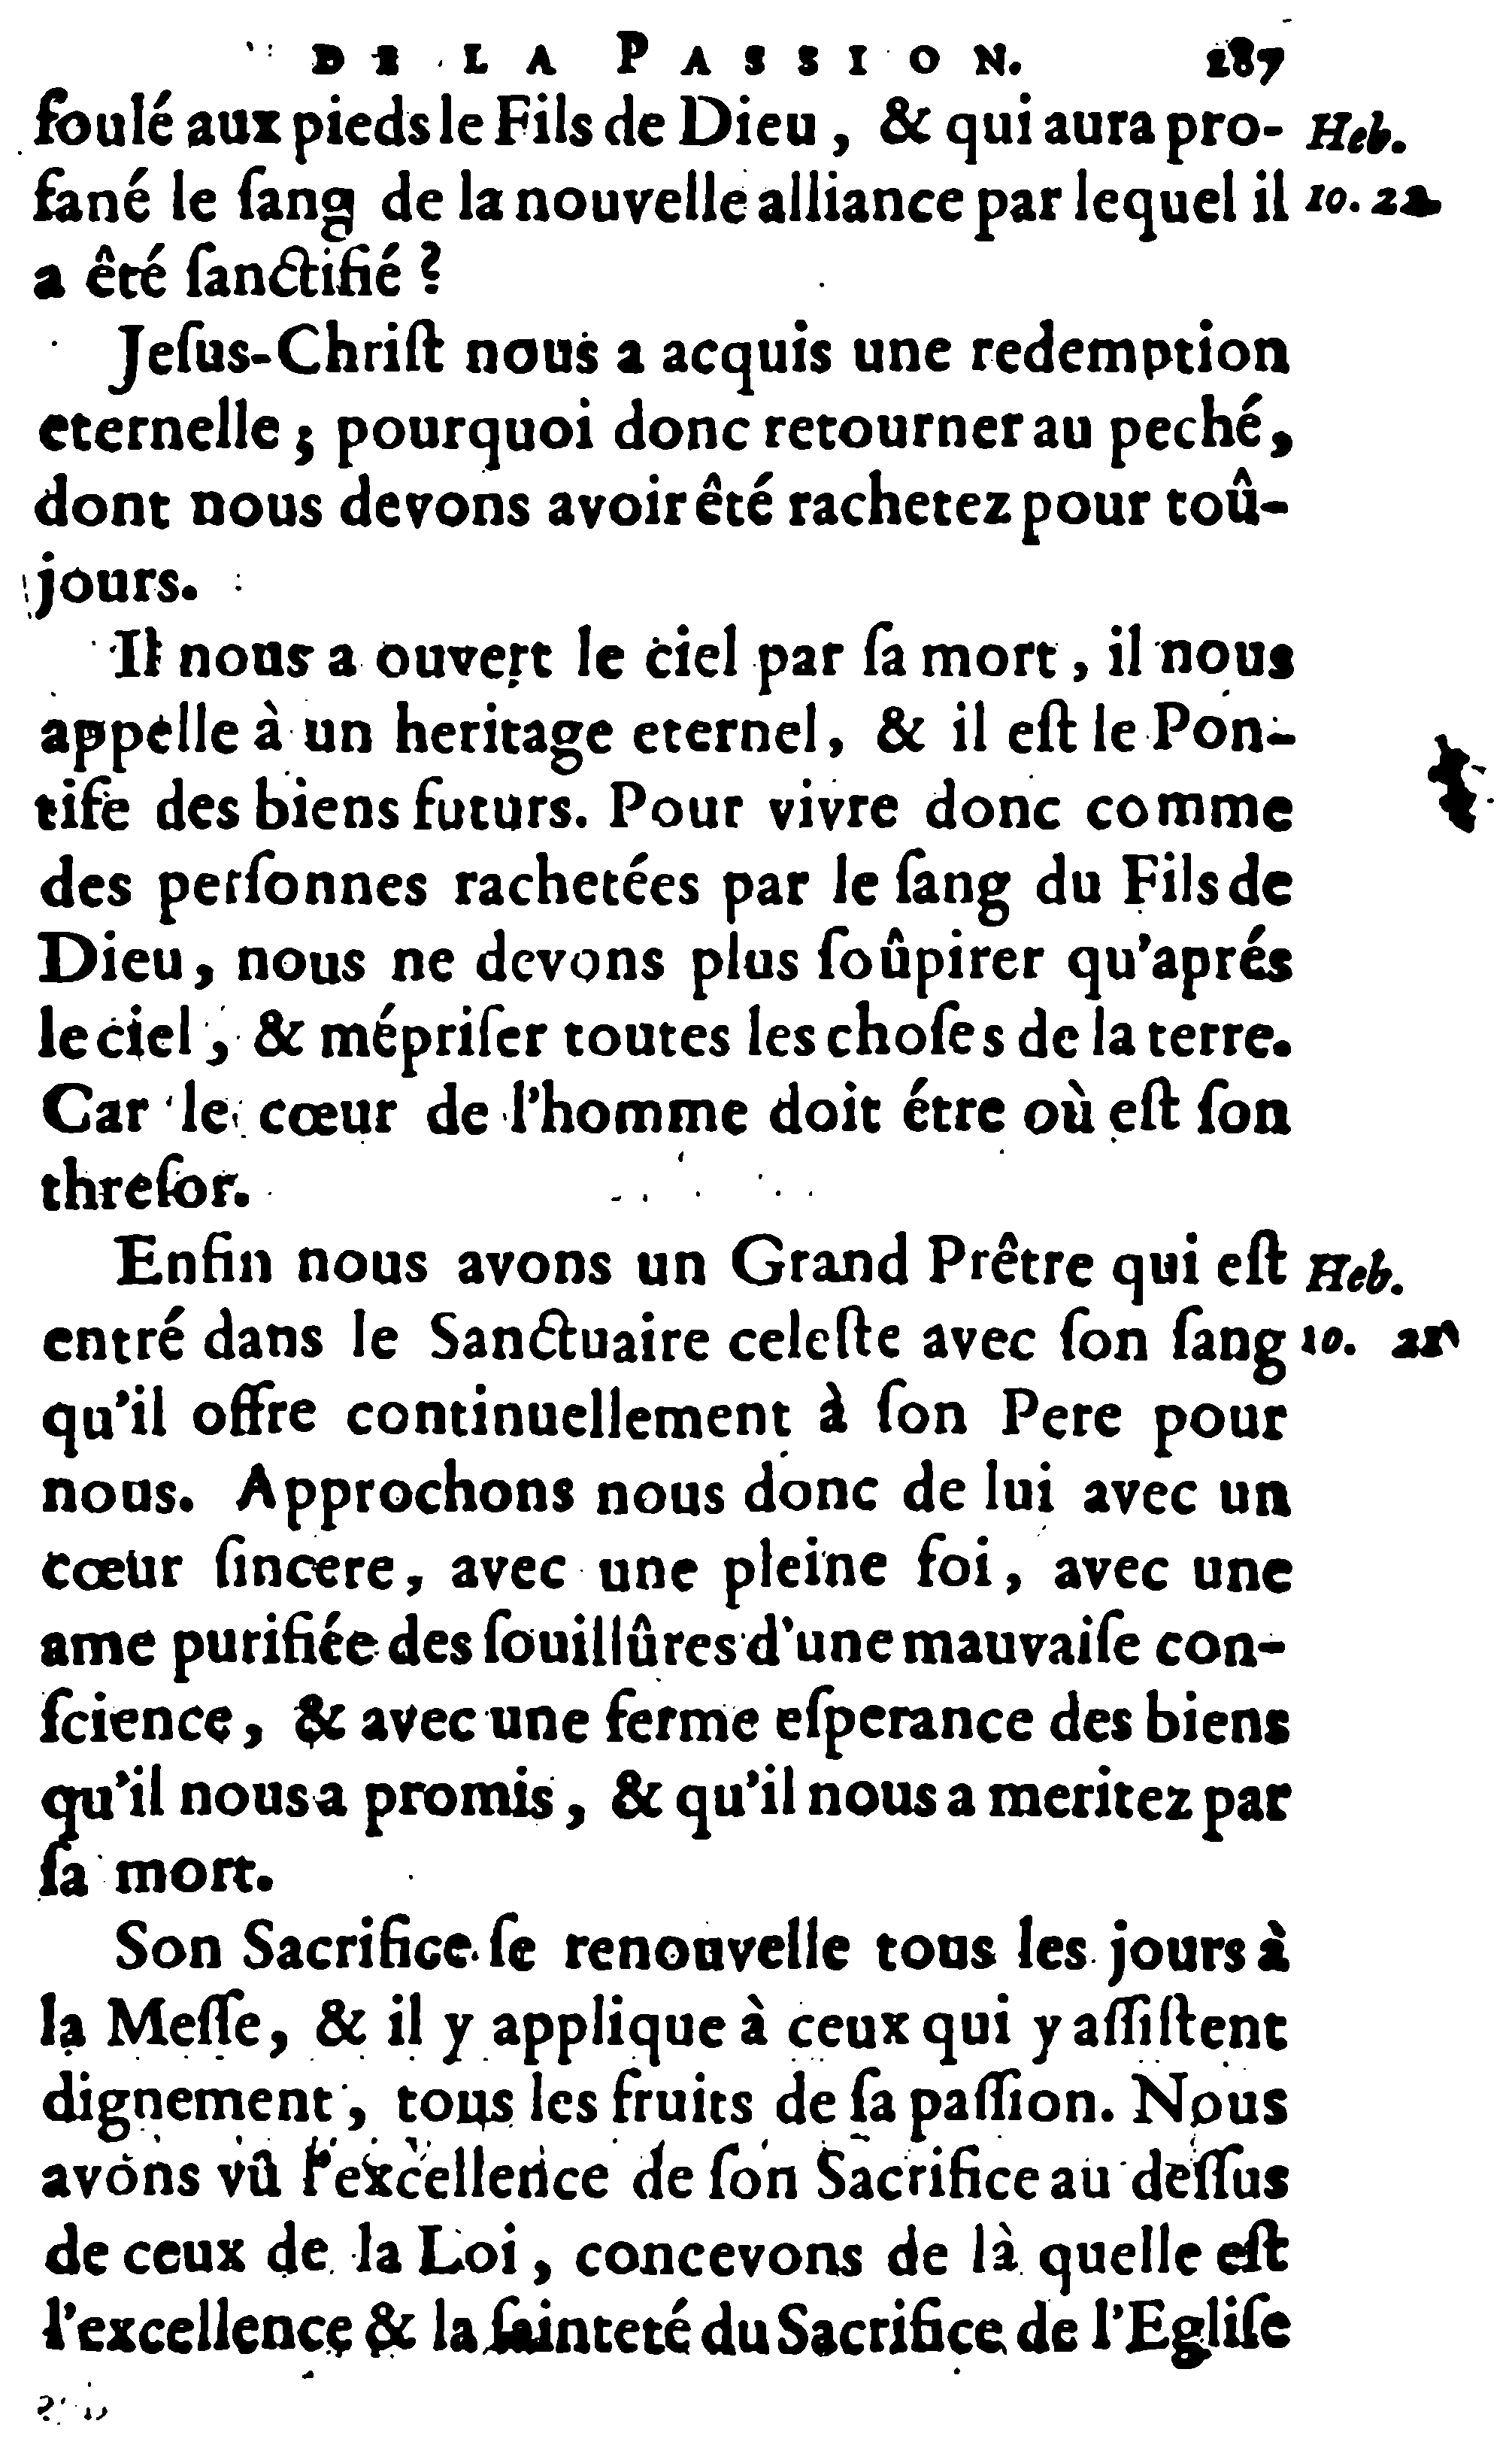 DE LA PASSION. 287
foulé aux pieds le Fils de Dieu, & qui aura pro- Heb.
fané le ſang de la nouvelle alliance par lequel il 10. 22
a êté ſanctifié ?
Jeſus-Chriſt nous a acquis une redemption
eternelle ; pourquoi donc retourner au peché,
dont nous devons avoir êté rachetez pour toû-
jours.
Il nous a ouvert le ciel par ſa mort, il nous
appelle à un heritage eternel, & il eſt le Pon-
tife des biens futurs. Pour vivre donc comme
des perſonnes rachetées par le ſang du Fils de
Dieu, nous ne devons plus ſoûpirer qu'aprés
le ciel, & mépriſer toutes les choſes de la terre.
Car le cœur de l'homme doit étre où eſt ſon
threſor.
Enfin nous avons un Grand Prêtre qui eſt Heb.
entré dans le Sanctuaire celeſte avec ſon ſang 10.
qu'il offre continuellement à ſon Pere pour
nous. Approchons nous donc de lui avec un
cœur ſincere, avec une pleine foi, avec une
ame purifiée des ſouillûres d'une mauvaiſe con-
ſcience, & avec une ferme eſperance des biens
qu'il nous a promis, & qu'il nous a meritez par
ſa mort.
Son Sacrifice ſe renouvelle tous les jours à
la Meſſe, & il y applique à ceux qui y aſſiſtent
dignement, tous les fruits de ſa paſſion. Nous
avons vû l'excellence de ſon Sacrifice au deſſus
de ceux de la Loi, concevons de là quelle eſt
l'excellence & la ſainteté du Sacrifice de l'Egliſe